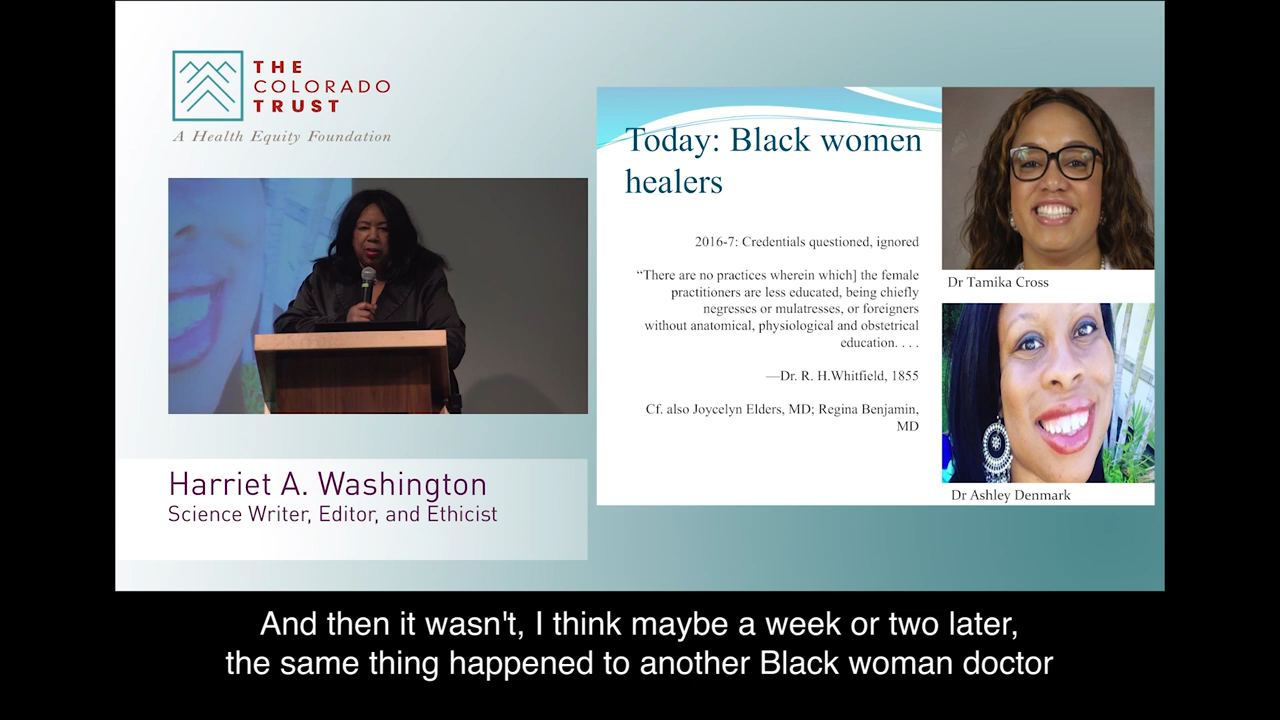 THE
COLORADO
TRUST
A Health Equity Foundation
Today: Black women
healers
2016-7: Credentials questioned, ignored
“There are no practices wherein which] the female
practitioners are less educated, being chiefly
negresses or mulatresses, or foreigners
without anatomical, physiological and obstetrical
education. . . .
—Dr. R. H.Whitfield, 1855
Cf. also Joycelyn Elders, MD; Regina Benjamin,
MD
Dr Tamika Cross
Dr Ashley Denmark
Harriet A. Washington
Science Writer, Editor, and Ethicist
And then it wasn't, I think maybe a week or two later,
the same thing happened to another Black woman doctor